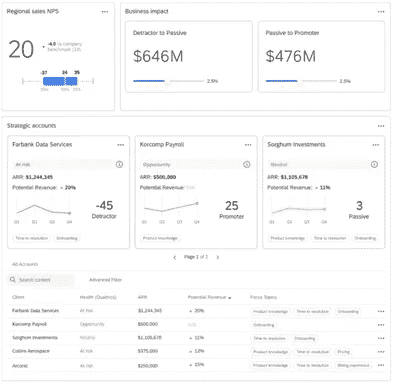 Regional sales NPS
Business impact
20
-4.0 vs company
benchmark (24)
-37 24 35
Detractor to Passive
$646M
2.5%
Passive to Promoter
$476M
2.5%
Strategic accounts
Farbank Data Services
At risk
ARR: $1,244,345
Potential Revenue: 20%
Q1 Q2 Q3 Q4
-45
Detractor
Time to resolution Onboarding
Korcomp Payroll
Opportunity
ARR: $500,000
Potential Revenue:
Q1 Q2 Q3 Q4
25
Promoter
Product knowledge
Sorghum Investments
Neutral
ARR: $1,105,678
Potential Revenue: 11%
Q1 Q2 Q3 Q4
3
Passive
Product knowledge Time to resolution Onboarding
Page 1 of 2
All Accounts
Search content
Advanced Filter
Client Health (Qualtrics) ARR Potential Revenue Focus Topics
Farbank Data Services At risk $1,244,345 20% Product knowledge Time to resolution Onboarding
Korcomp Payroll Opportunity $500,000 N/A Onboarding
Sorghum Investments Neutral $1,105,678 11% Product knowledge Time to resolution Onboarding
Collins Aerospace At risk $375,000 12% Product knowledge Time to resolution Pricing
Arconic At risk $250,000 15% Product knowledge Time to resolution Billing experience